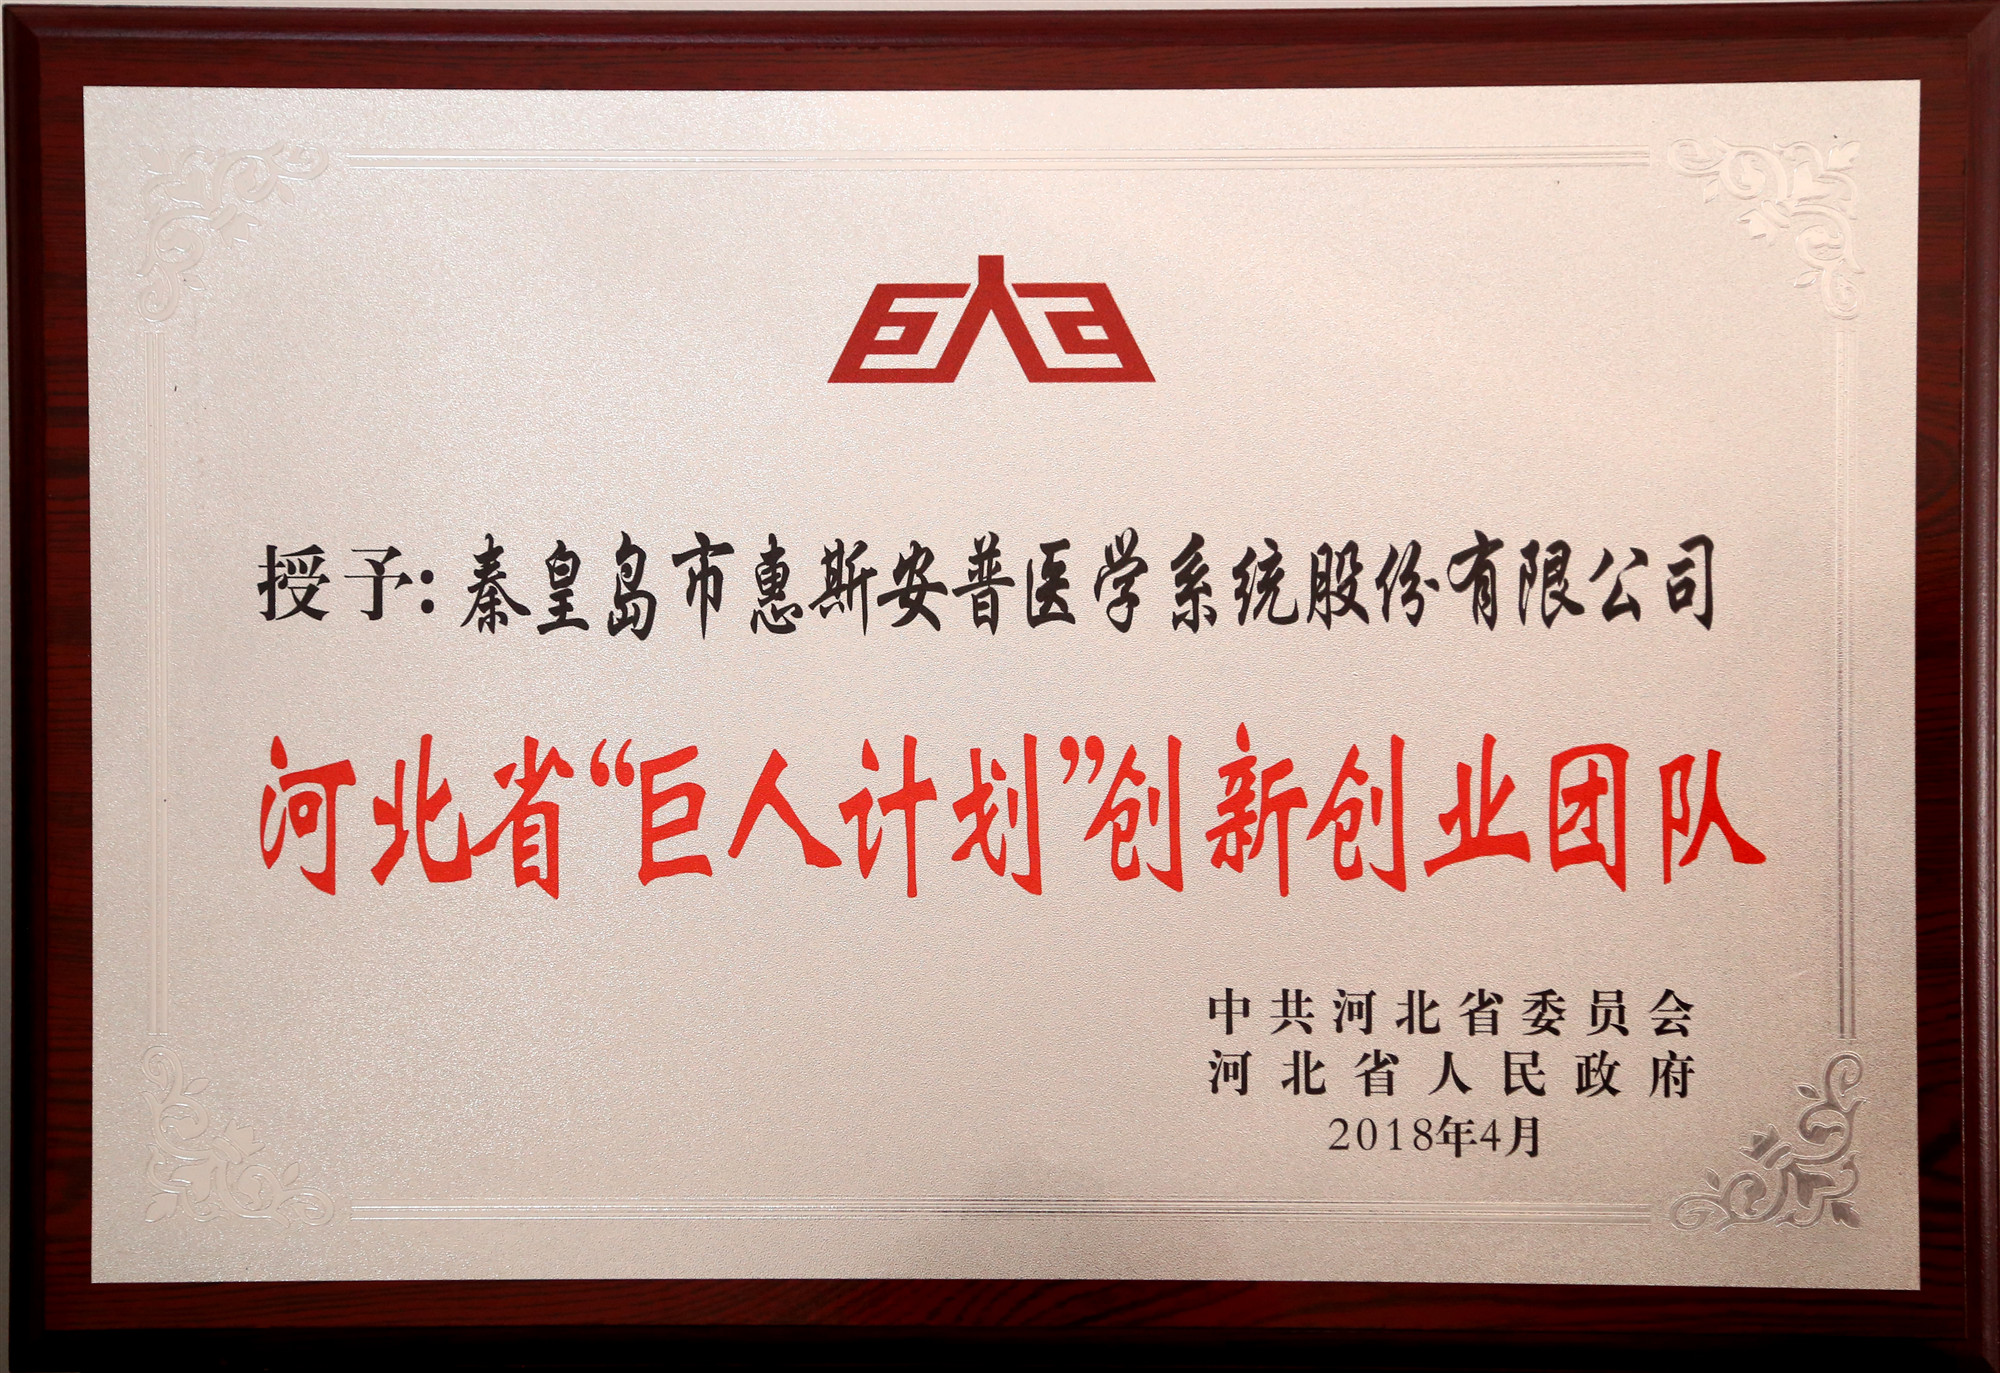 授予:秦皇岛市惠斯安普医学系统股份有限公司
河北省“巨人计划”创新创业团队
中共河北省委员会
河北省人民政府
2018年4月